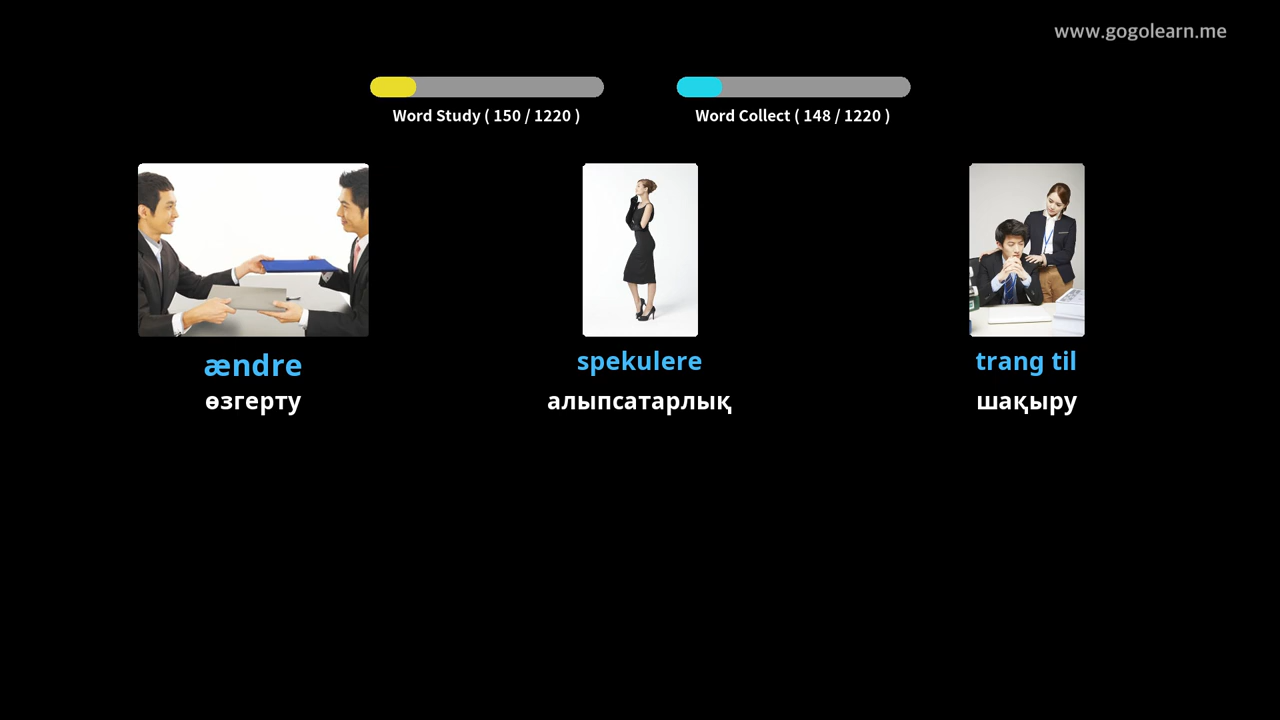 www.gogolearn.me
Word Study ( 150 / 1220 )
Word Collect ( 148 / 1220 )
ændre
spekulere
trang til
өзгерту
алыпсатарлық
шақыру